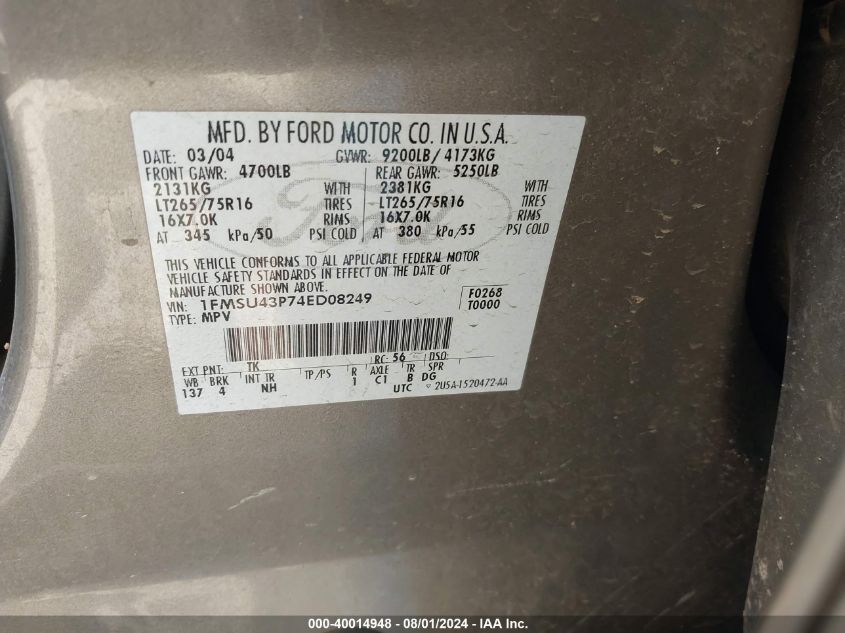 MFD. BY FORD MOTOR CO. IN U.S.A.
DATE: 03/04 GVWR: 9200LB/ 4173KG
FRONT GAWR: 4700LB REAR GAWR: 5250LB
2131KG WITH 2381KG WITH
LT265/75R16 TIRES LT265/75R16 TIRES
16X7.0K RIMS 16X7.0K RIMS
AT 345 kPa/50 PSI COLD AT 380 kPa/55 PSI COLD
Ford
THIS VEHICLE CONFORMS TO ALL APPLICABLE FEDERAL MOTOR
VEHICLE SAFETY STANDARDS IN EFFECT ON THE DATE OF
MANUFACTURE SHOWN ABOVE.
VIN: 1FMSU43P74ED08249 F0268
TYPE: MPV T0000
EXT PNT: TK RC: 56 DSO:
WB BRK INT TR TP/PS R AXLE TR SPR
137 4 NH 1 C1 B DG
UTC 2U5A-1520472-AA
000-40014948 - 08/01/2024 - IAA Inc.